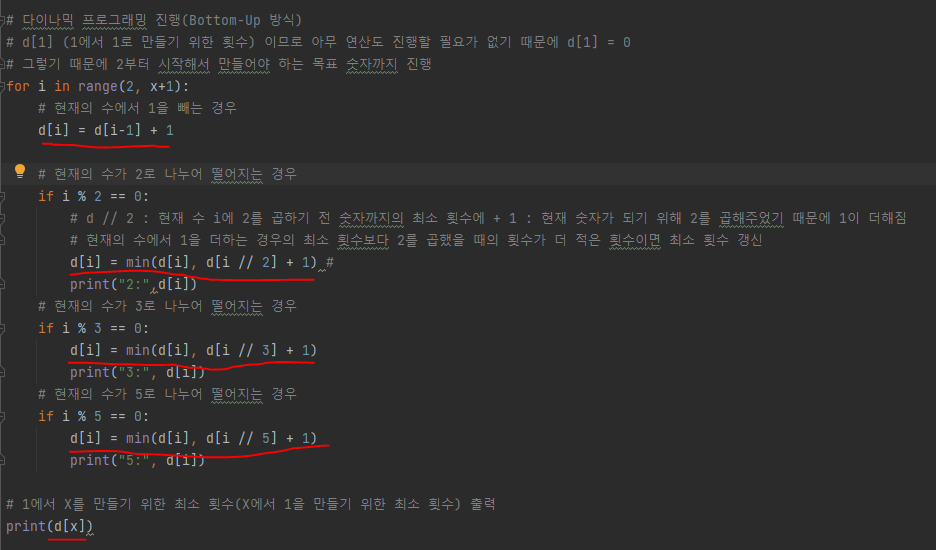 # 다이나믹 프로그래밍 진행(Bottom-Up 방식)
# d[1] (1에서 1로 만들기 위한 횟수) 이므로 아무 연산도 진행할 필요가 없기 때문에 d[1] = 0
# 그렇기 때문에 2부터 시작해서 만들어야 하는 목표 숫자까지 진행
for i in range(2, x+1):
# 현재의 수에서 1을 빼는 경우
d[i] = d[i-1] + 1
# 현재의 수가 2로 나누어 떨어지는 경우
if i % 2 == 0:
# d // 2 : 현재 수 i에 2를 곱하기 전 숫자까지의 최소 횟수에 + 1 : 현재 숫자가 되기 위해 2를 곱해주었기 때문에 1이 더해짐
# 현재의 수에서 1을 더하는 경우의 최소 횟수보다 2를 곱했을 때의 횟수가 더 적은 횟수이면 최소 횟수 갱신
d[i] = min(d[i], d[i // 2] + 1) #
print("2:",d[i])
# 현재의 수가 3로 나누어 떨어지는 경우
if i % 3 == 0:
d[i] = min(d[i], d[i // 3] + 1)
print("3:", d[i])
# 현재의 수가 5로 나누어 떨어지는 경우
if i % 5 == 0:
d[i] = min(d[i], d[i // 5] + 1)
print("5:", d[i])
# 1에서 X를 만들기 위한 최소 횟수(X에서 1을 만들기 위한 최소 횟수) 출력
print(d[x])